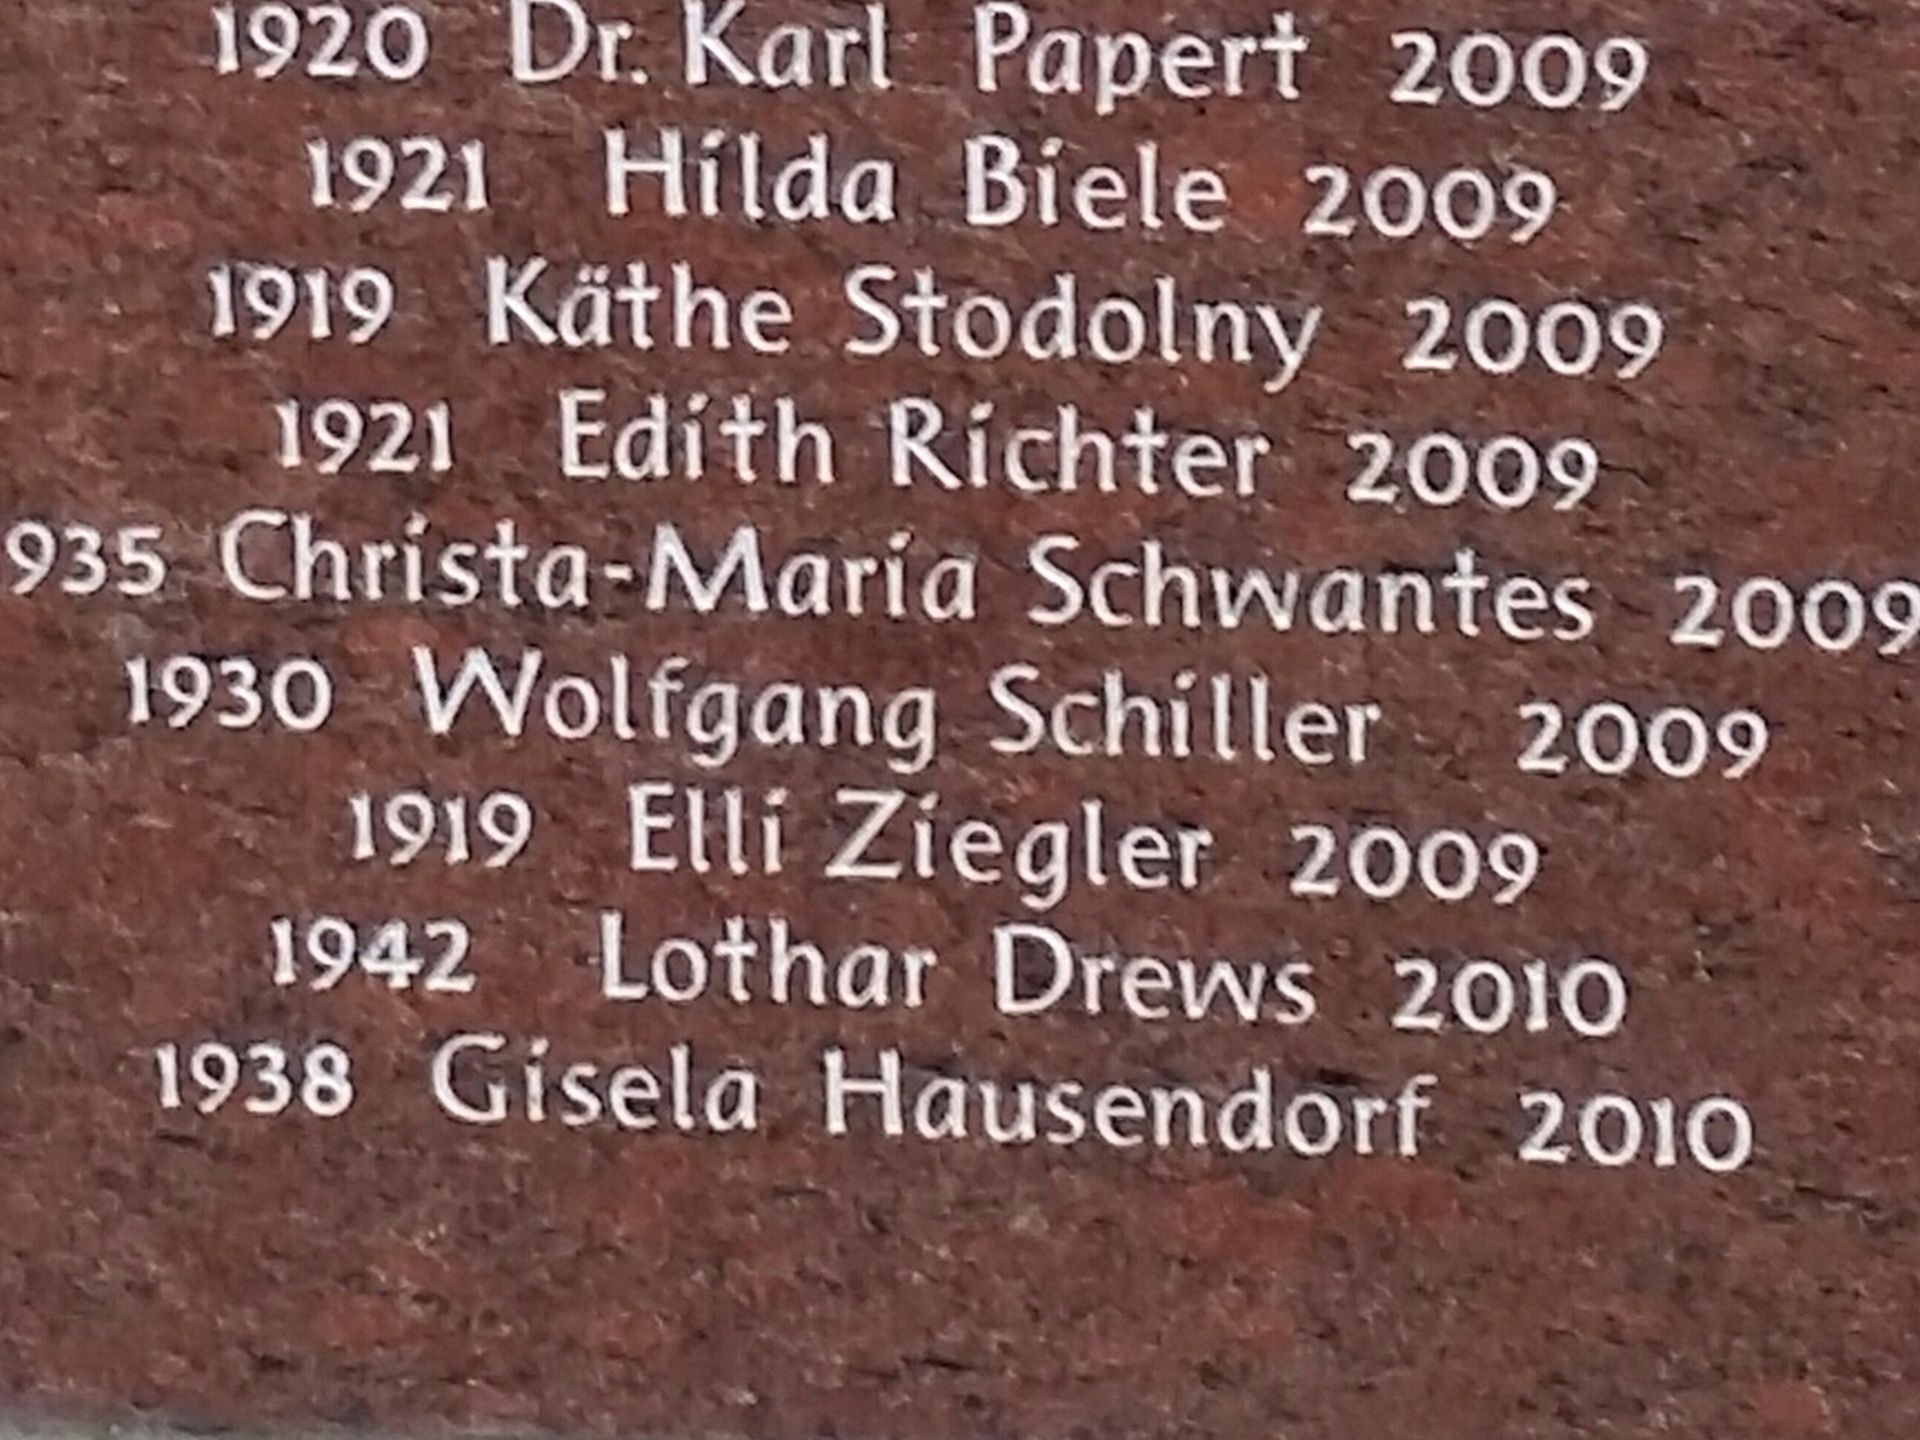 1920 Dr. Karl Papert 2009
1921 Hilda Biele 2009
1919 Käthe Stodolny 2009
1921 Edith Richter 2009
935 Christa-Maria Schwantes 2009
1930 Wolfgang Schiller 2009
1919 Elli Ziegler 2009
1942 Lothar Drews 2010
1938 Gisela Hausendorf 2010